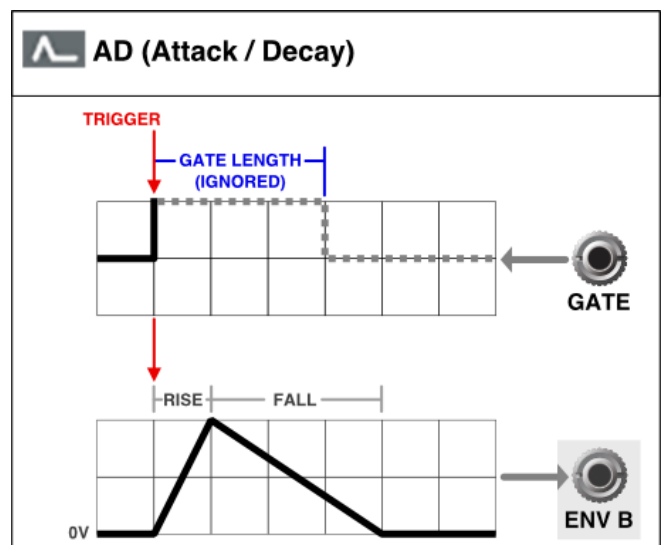 AD (Attack / Decay)
TRIGGER
GATE LENGTH
(IGNORED)
GATE
RISE
FALL
0V
ENV B